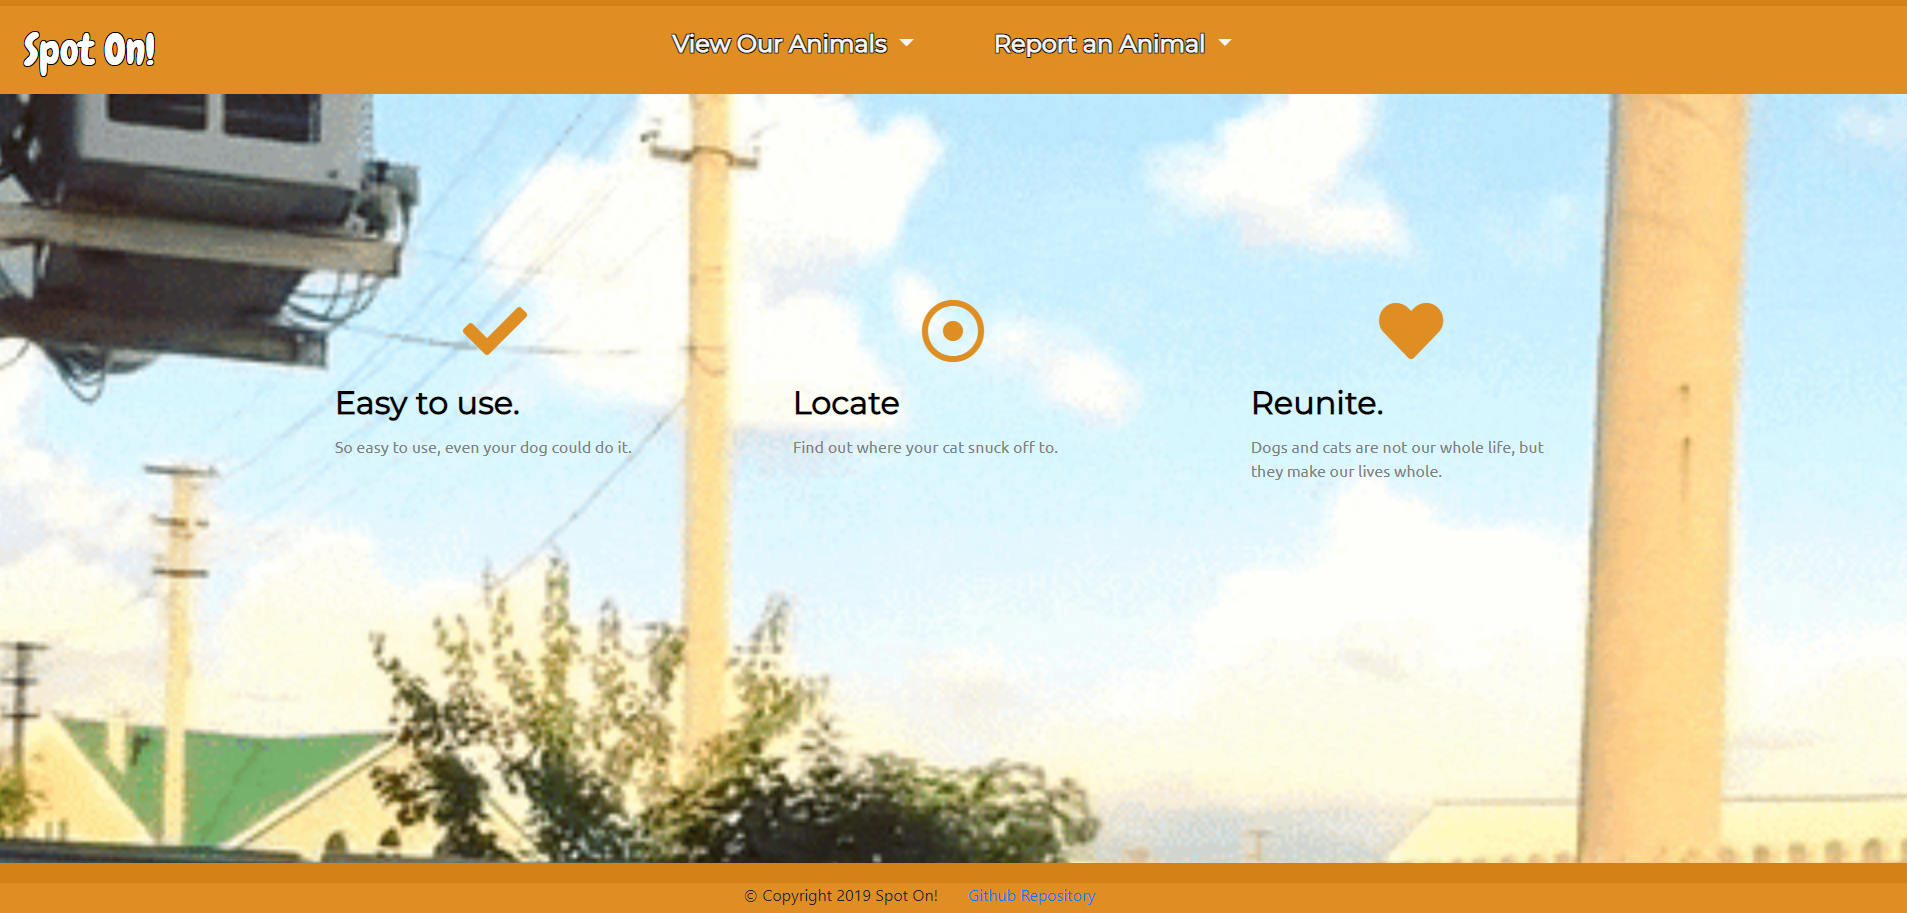 Spot On!
View Our Animals
Report an Animal
Easy to use.
So easy to use, even your dog could do it.
Locate
Find out where your cat snuck off to.
Reunite.
Dogs and cats are not our whole life, but
they make our lives whole.
© Copyright 2019 Spot On!
Github Repository